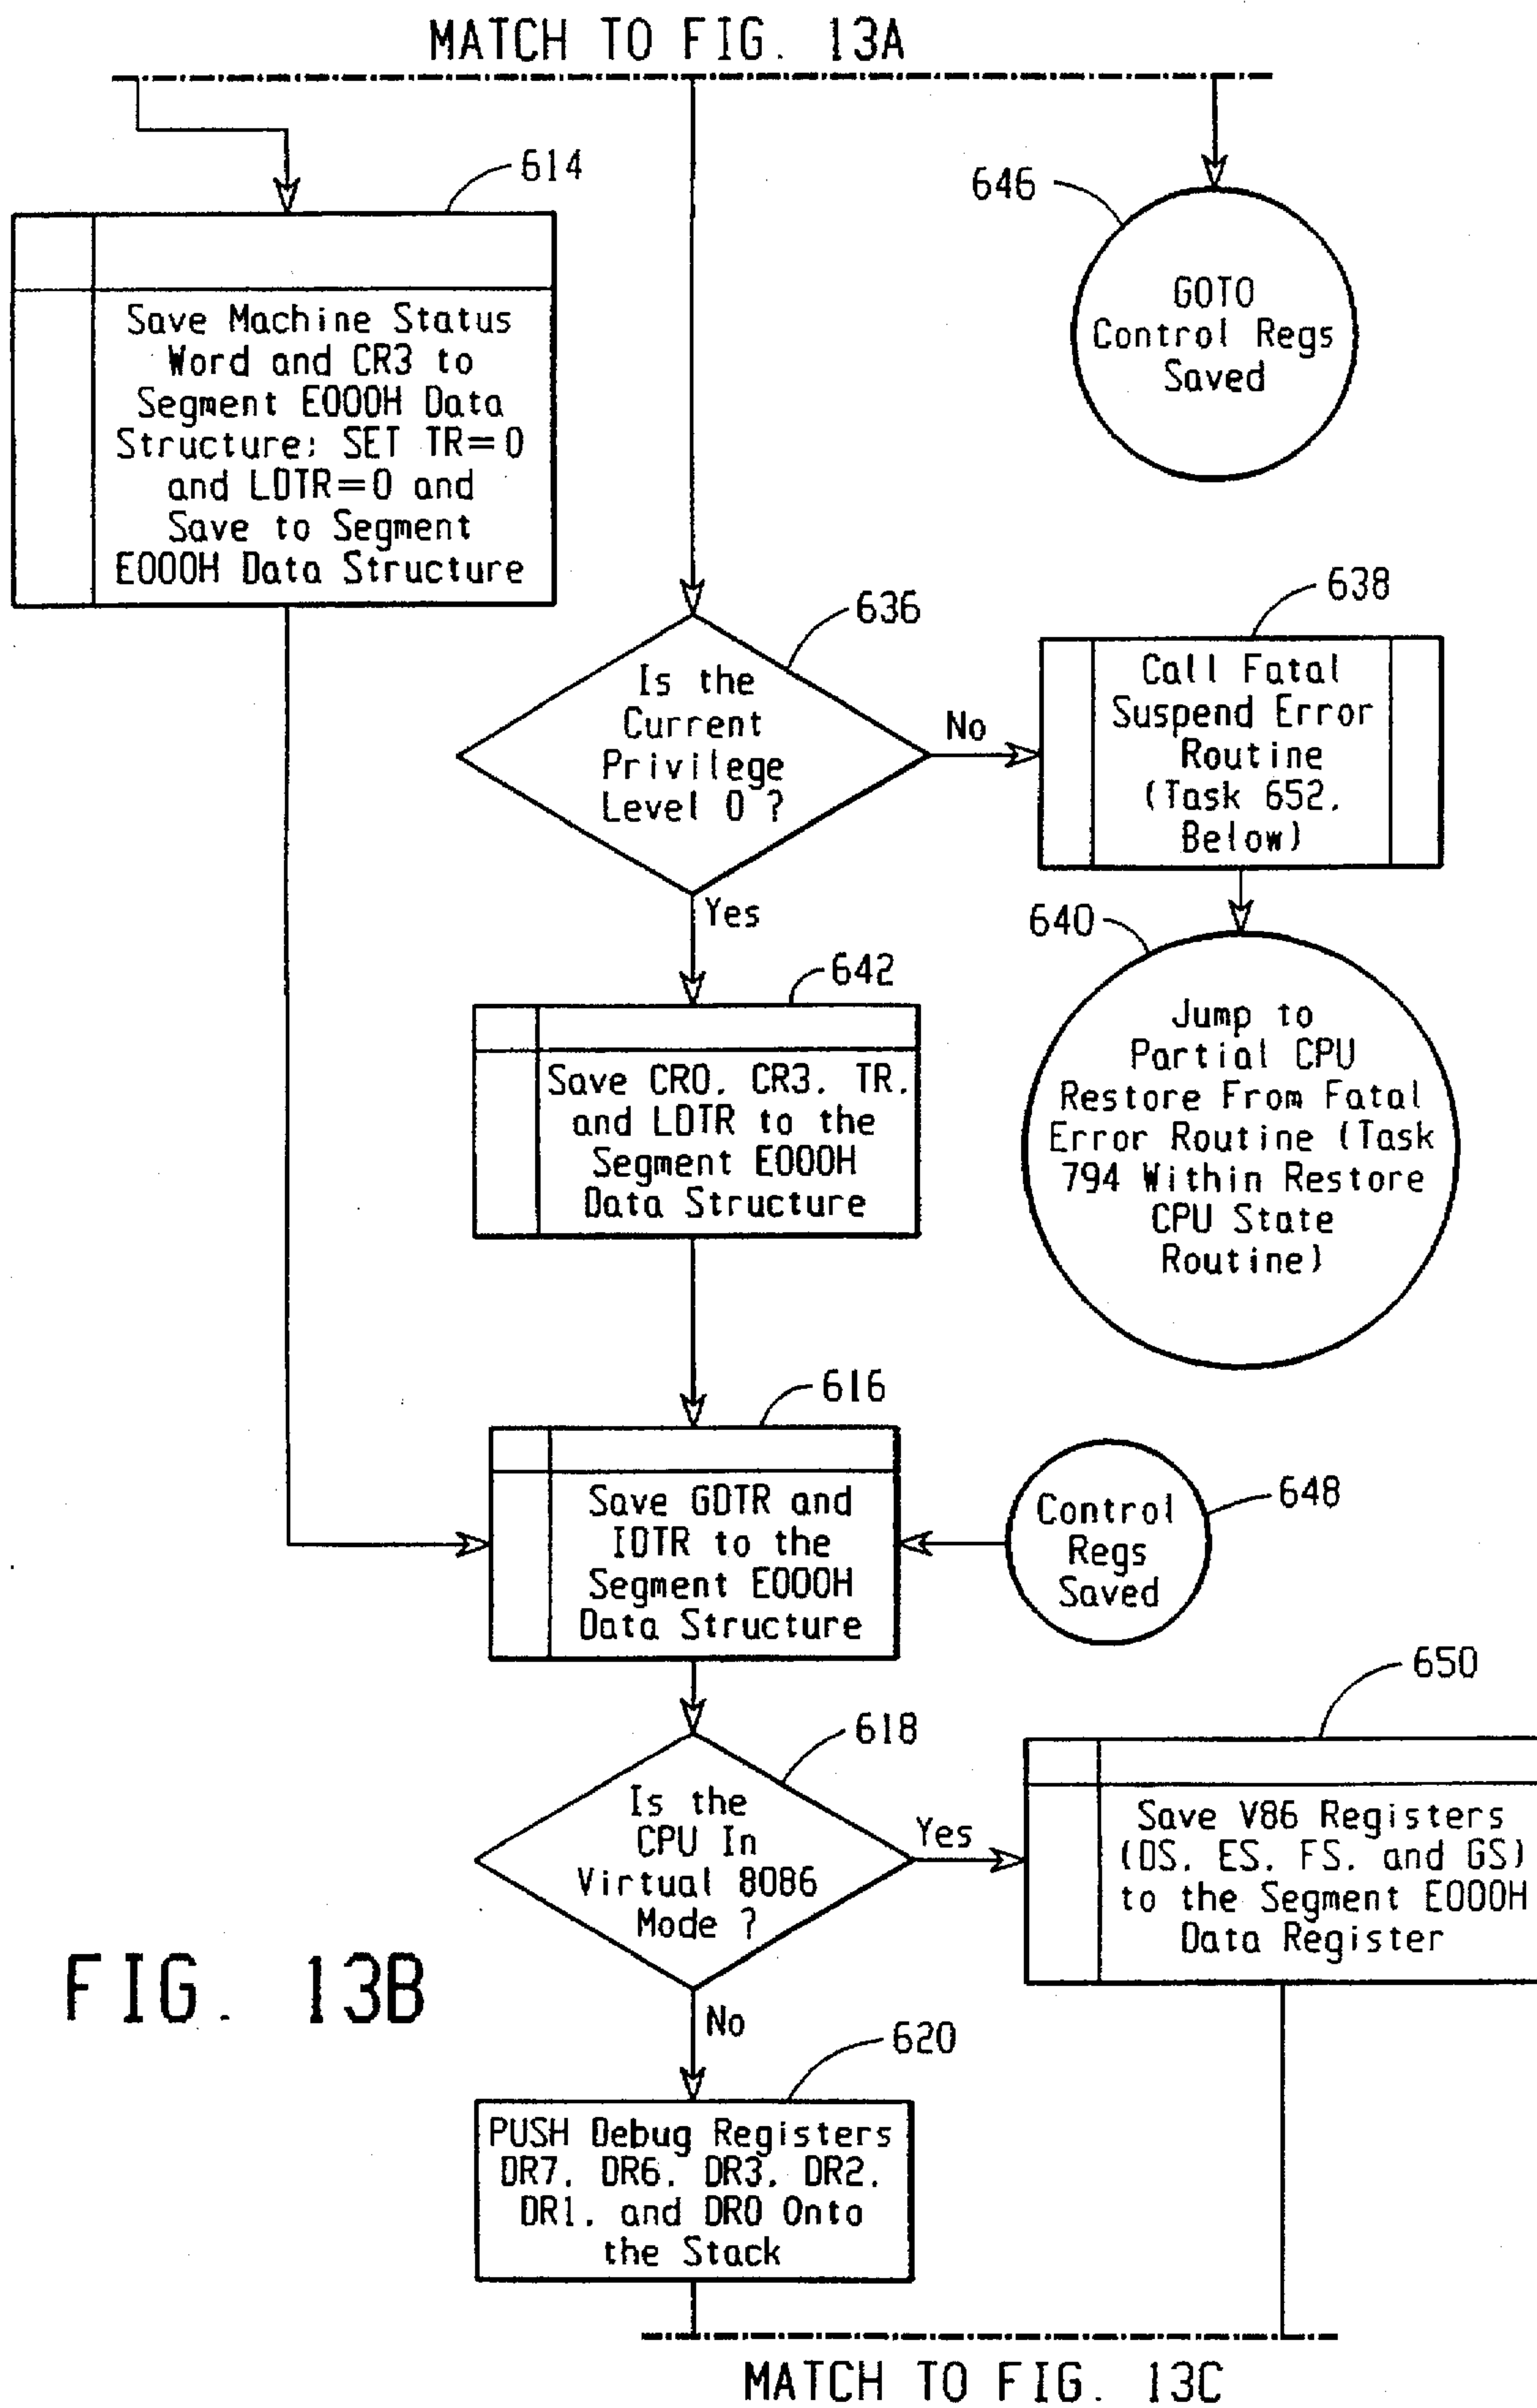 MATCH TO FIG. 13A
614
Save Machine Status
Word and CR3 to
Segment E000H Data
Structure; SET TR=0
and LDTR=0 and
Save to Segment
E000H Data Structure
646
GOTO
Control Regs
Saved
636
Is the
Current
Privilege
Level 0 ?
No
Yes
638
Call Fatal
Suspend Error
Routine
(Task 652,
Below)
640
Jump to
Partial CPU
Restore From Fatal
Error Routine (Task
794 Within Restore
CPU State
Routine)
642
Save CR0, CR3, TR,
and LDTR to the
Segment E000H
Data Structure
616
Save GDTR and
IDTR to the
Segment E000H
Data Structure
Control
Regs
Saved
648
618
Is the
CPU In
Virtual 8086
Mode ?
Yes
No
650
Save V86 Registers
(DS, ES, FS, and GS)
to the Segment E000H
Data Register
FIG. 13B
620
PUSH Debug Registers
DR7, DR6, DR3, DR2,
DR1, and DR0 Onto
the Stack
MATCH TO FIG. 13C